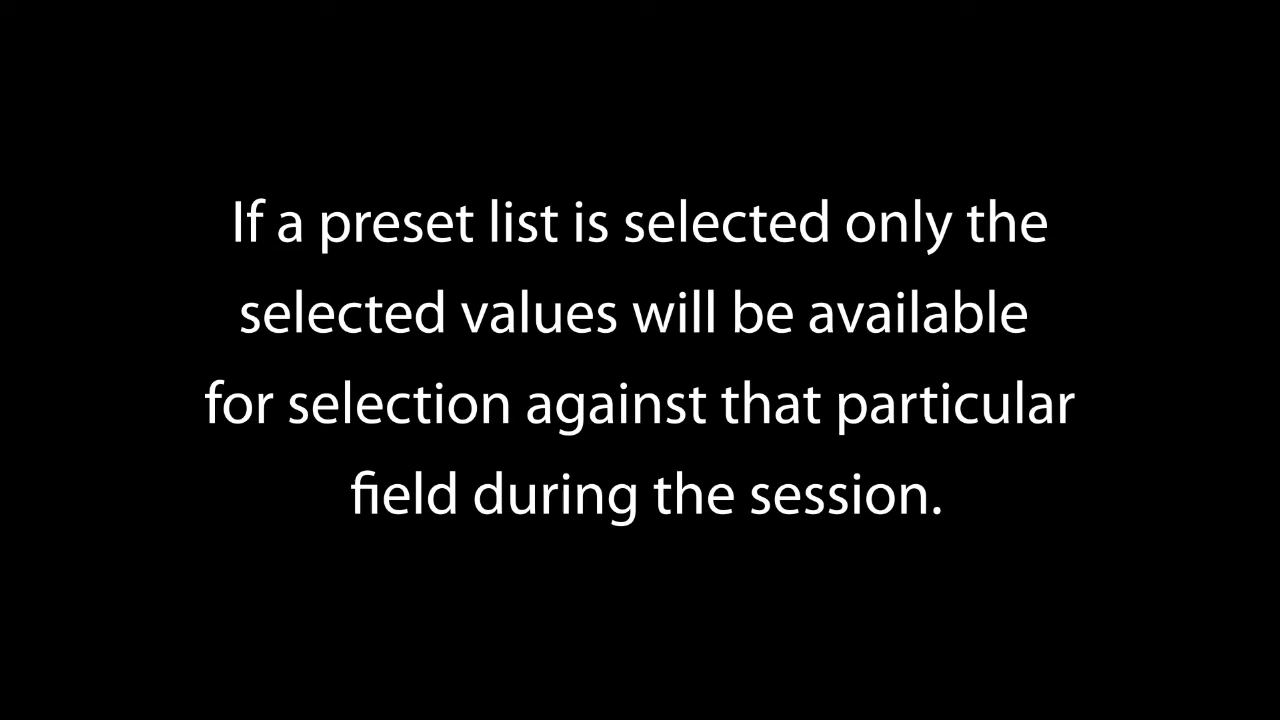 If a preset list is selected only the
selected values will be available
for selection against that particular
field during the session.